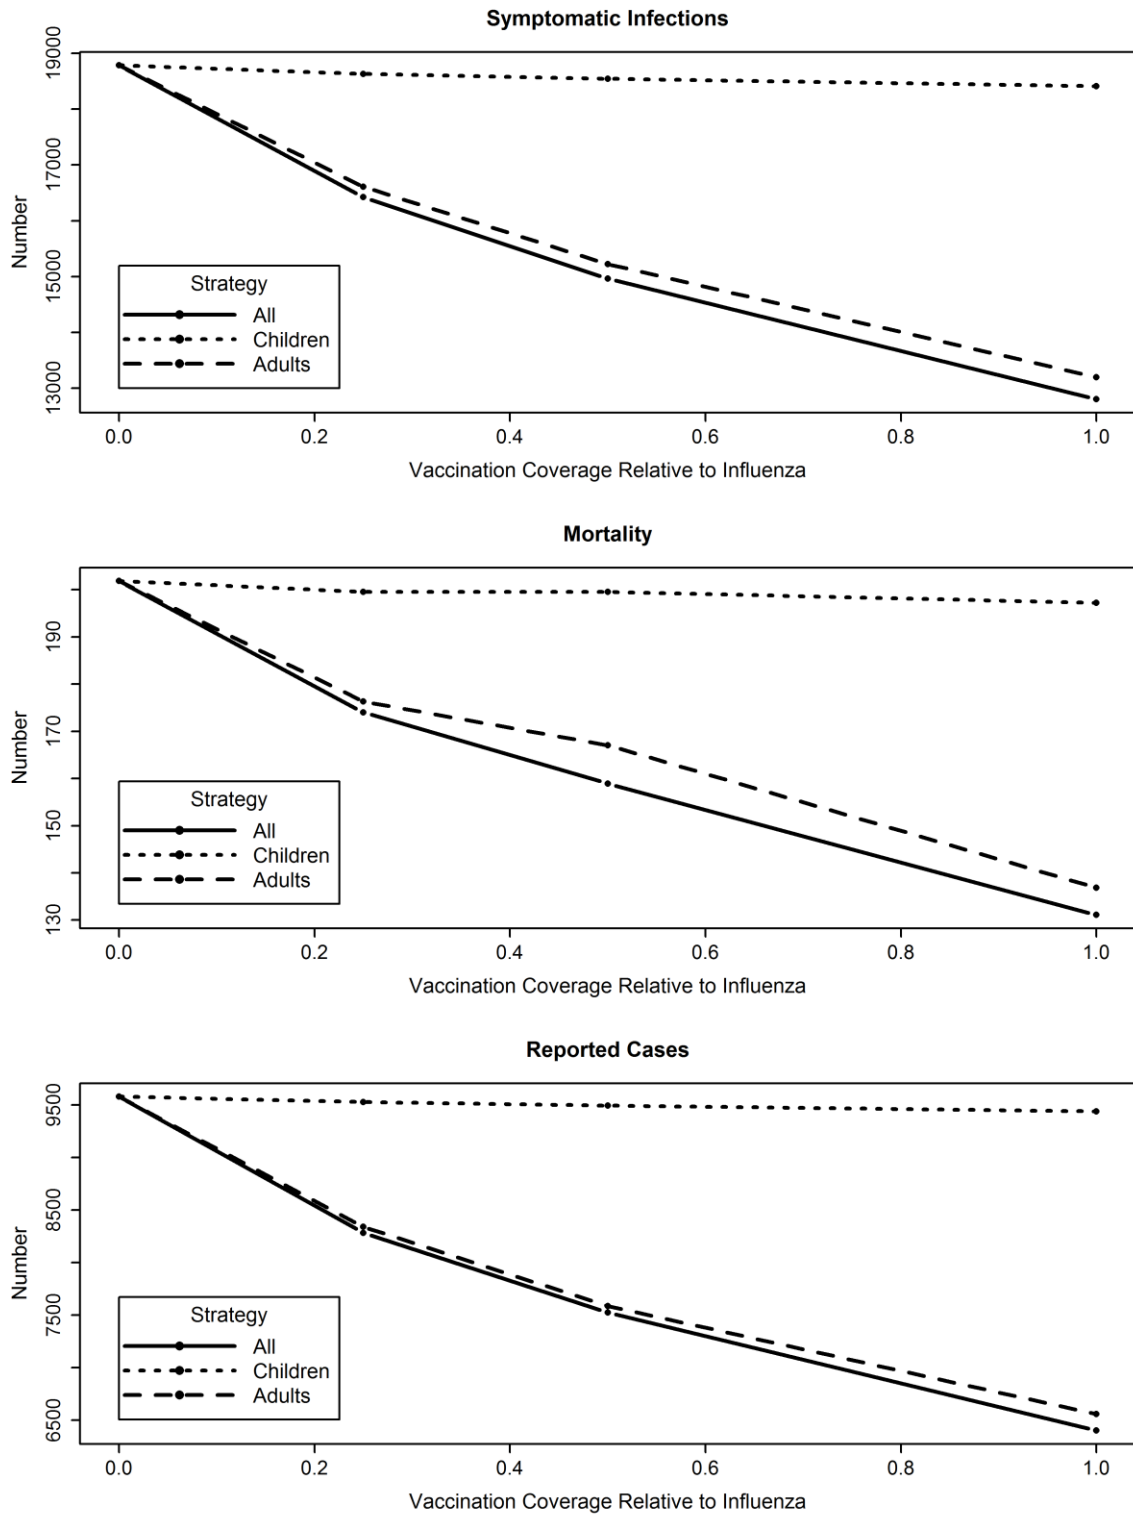 Symptomatic Infections
19000
17000
15000
13000
Number
Strategy
All
Children
Adults
0.0 0.2 0.4 0.6 0.8 1.0
Vaccination Coverage Relative to Influenza
Mortality
190
170
150
130
Number
Strategy
All
Children
Adults
0.0 0.2 0.4 0.6 0.8 1.0
Vaccination Coverage Relative to Influenza
Reported Cases
9500
8500
7500
6500
Number
Strategy
All
Children
Adults
0.0 0.2 0.4 0.6 0.8 1.0
Vaccination Coverage Relative to Influenza